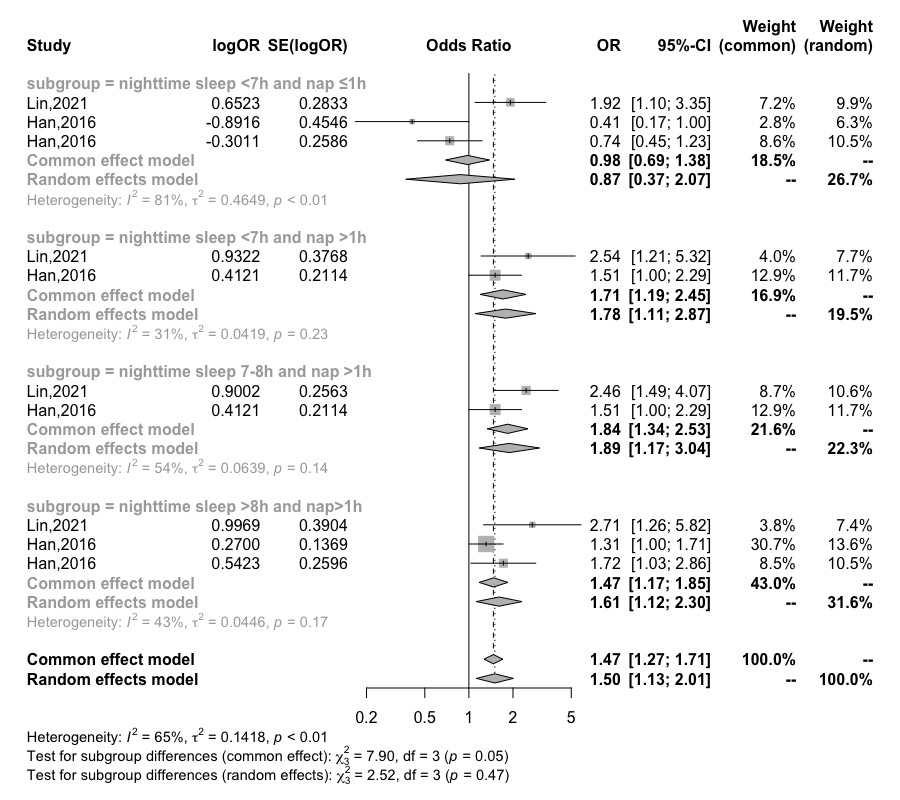 Weight Weight
Study logOR SE(logOR) Odds Ratio OR 95%-CI (common) (random)
subgroup = nighttime sleep <7h and nap ≤1h
Lin,2021 0.6523 0.2833 1.92 [1.10; 3.35] 7.2% 9.9%
Han,2016 -0.8916 0.4546 0.41 [0.17; 1.00] 2.8% 6.3%
Han,2016 -0.3011 0.2586 0.74 [0.45; 1.23] 8.6% 10.5%
Common effect model 0.98 [0.69; 1.38] 18.5% --
Random effects model 0.87 [0.37; 2.07] -- 26.7%
Heterogeneity: I² = 81%, τ² = 0.4649, p < 0.01
subgroup = nighttime sleep <7h and nap >1h
Lin,2021 0.9322 0.3768 2.54 [1.21; 5.32] 4.0% 7.7%
Han,2016 0.4121 0.2114 1.51 [1.00; 2.29] 12.9% 11.7%
Common effect model 1.71 [1.19; 2.45] 16.9% --
Random effects model 1.78 [1.11; 2.87] -- 19.5%
Heterogeneity: I² = 31%, τ² = 0.0419, p = 0.23
subgroup = nighttime sleep 7-8h and nap >1h
Lin,2021 0.9002 0.2563 2.46 [1.49; 4.07] 8.7% 10.6%
Han,2016 0.4121 0.2114 1.51 [1.00; 2.29] 12.9% 11.7%
Common effect model 1.84 [1.34; 2.53] 21.6% --
Random effects model 1.89 [1.17; 3.04] -- 22.3%
Heterogeneity: I² = 54%, τ² = 0.0639, p = 0.14
subgroup = nighttime sleep >8h and nap>1h
Lin,2021 0.9969 0.3904 2.71 [1.26; 5.82] 3.8% 7.4%
Han,2016 0.2700 0.1369 1.31 [1.00; 1.71] 30.7% 13.6%
Han,2016 0.5423 0.2596 1.72 [1.03; 2.86] 8.5% 10.5%
Common effect model 1.47 [1.17; 1.85] 43.0% --
Random effects model 1.61 [1.12; 2.30] -- 31.6%
Heterogeneity: I² = 43%, τ² = 0.0446, p = 0.17
Common effect model 1.47 [1.27; 1.71] 100.0% --
Random effects model 1.50 [1.13; 2.01] -- 100.0%
0.2 0.5 1 2 5
Heterogeneity: I² = 65%, τ² = 0.1418, p < 0.01
Test for subgroup differences (common effect): χ²₃ = 7.90, df = 3 (p = 0.05)
Test for subgroup differences (random effects): χ²₃ = 2.52, df = 3 (p = 0.47)